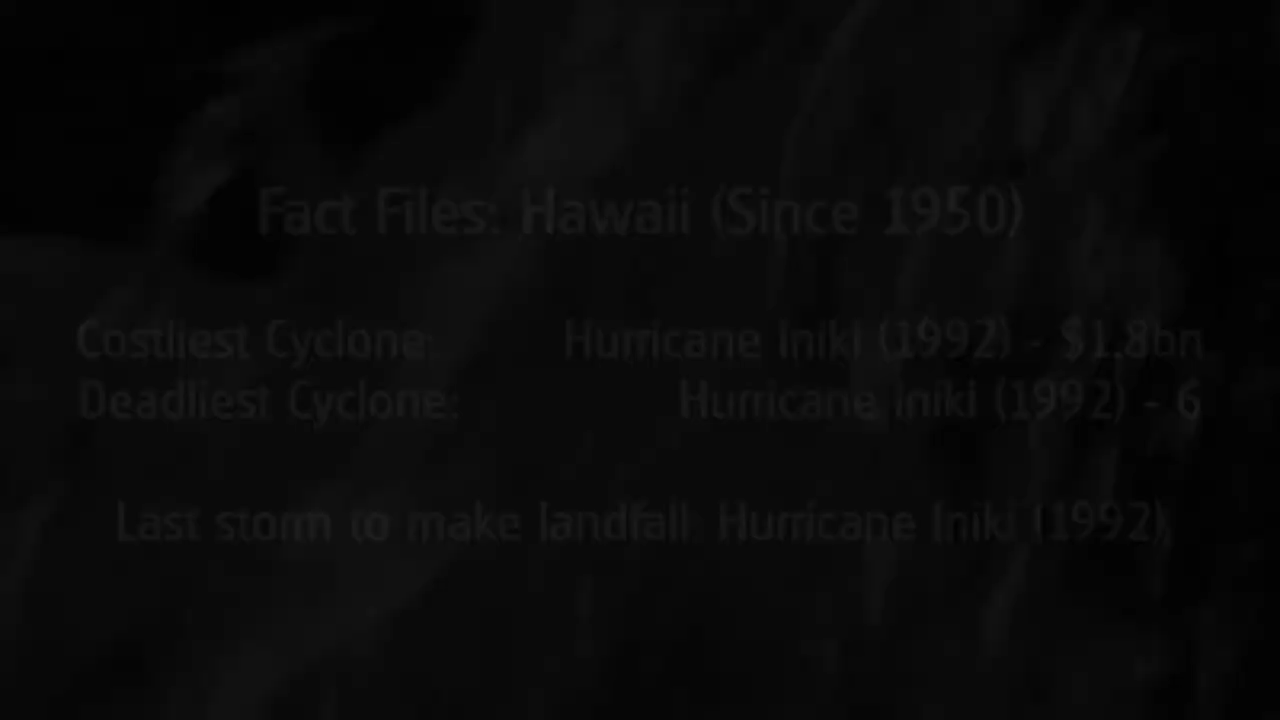 Fact Files: Hawaii (Since 1950)
Costliest Cyclone: Hurricane Iniki (1992) - $1.8bn
Deadliest Cyclone: Hurricane Iniki (1992) - 6
Last storm to make landfall: Hurricane Iniki (1992)